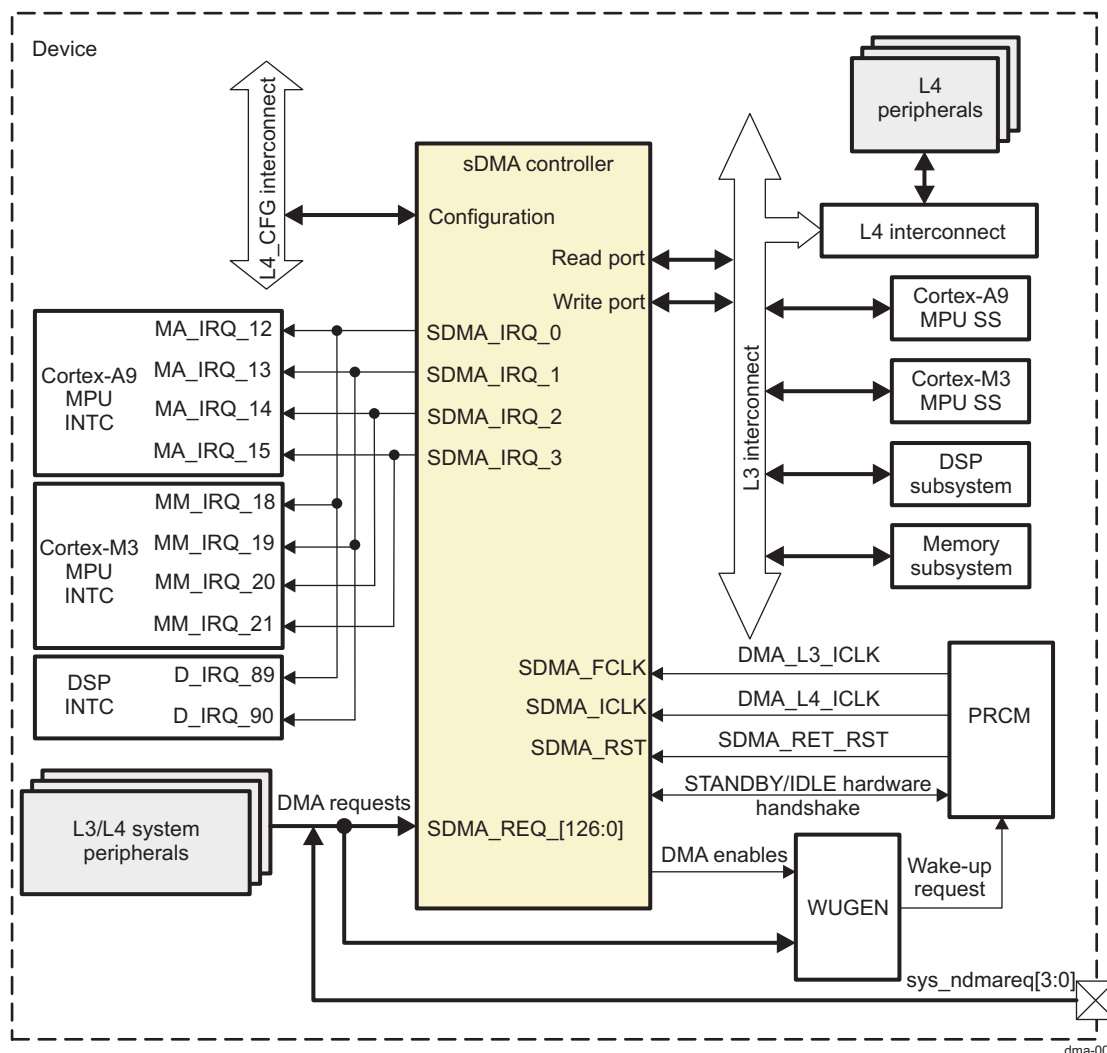 Device
L4_CFG interconnect
L4
peripherals
L4 interconnect
sDMA controller
Configuration
Read port
Write port
L3 interconnect
Cortex-A9
MPU SS
Cortex-M3
MPU SS
DSP
subsystem
Memory
subsystem
Cortex-A9
MPU
INTC
MA_IRQ_12
MA_IRQ_13
MA_IRQ_14
MA_IRQ_15
SDMA_IRQ_0
SDMA_IRQ_1
SDMA_IRQ_2
SDMA_IRQ_3
Cortex-M3
MPU
INTC
MM_IRQ_18
MM_IRQ_19
MM_IRQ_20
MM_IRQ_21
DSP
INTC
D_IRQ_89
D_IRQ_90
SDMA_FCLK
SDMA_ICLK
SDMA_RST
DMA_L3_ICLK
DMA_L4_ICLK
SDMA_RET_RST
STANDBY/IDLE hardware
handshake
PRCM
L3/L4 system
peripherals
DMA requests
SDMA_REQ_[126:0]
DMA enables
WUGEN
Wake-up
request
sys_ndmareq[3:0]